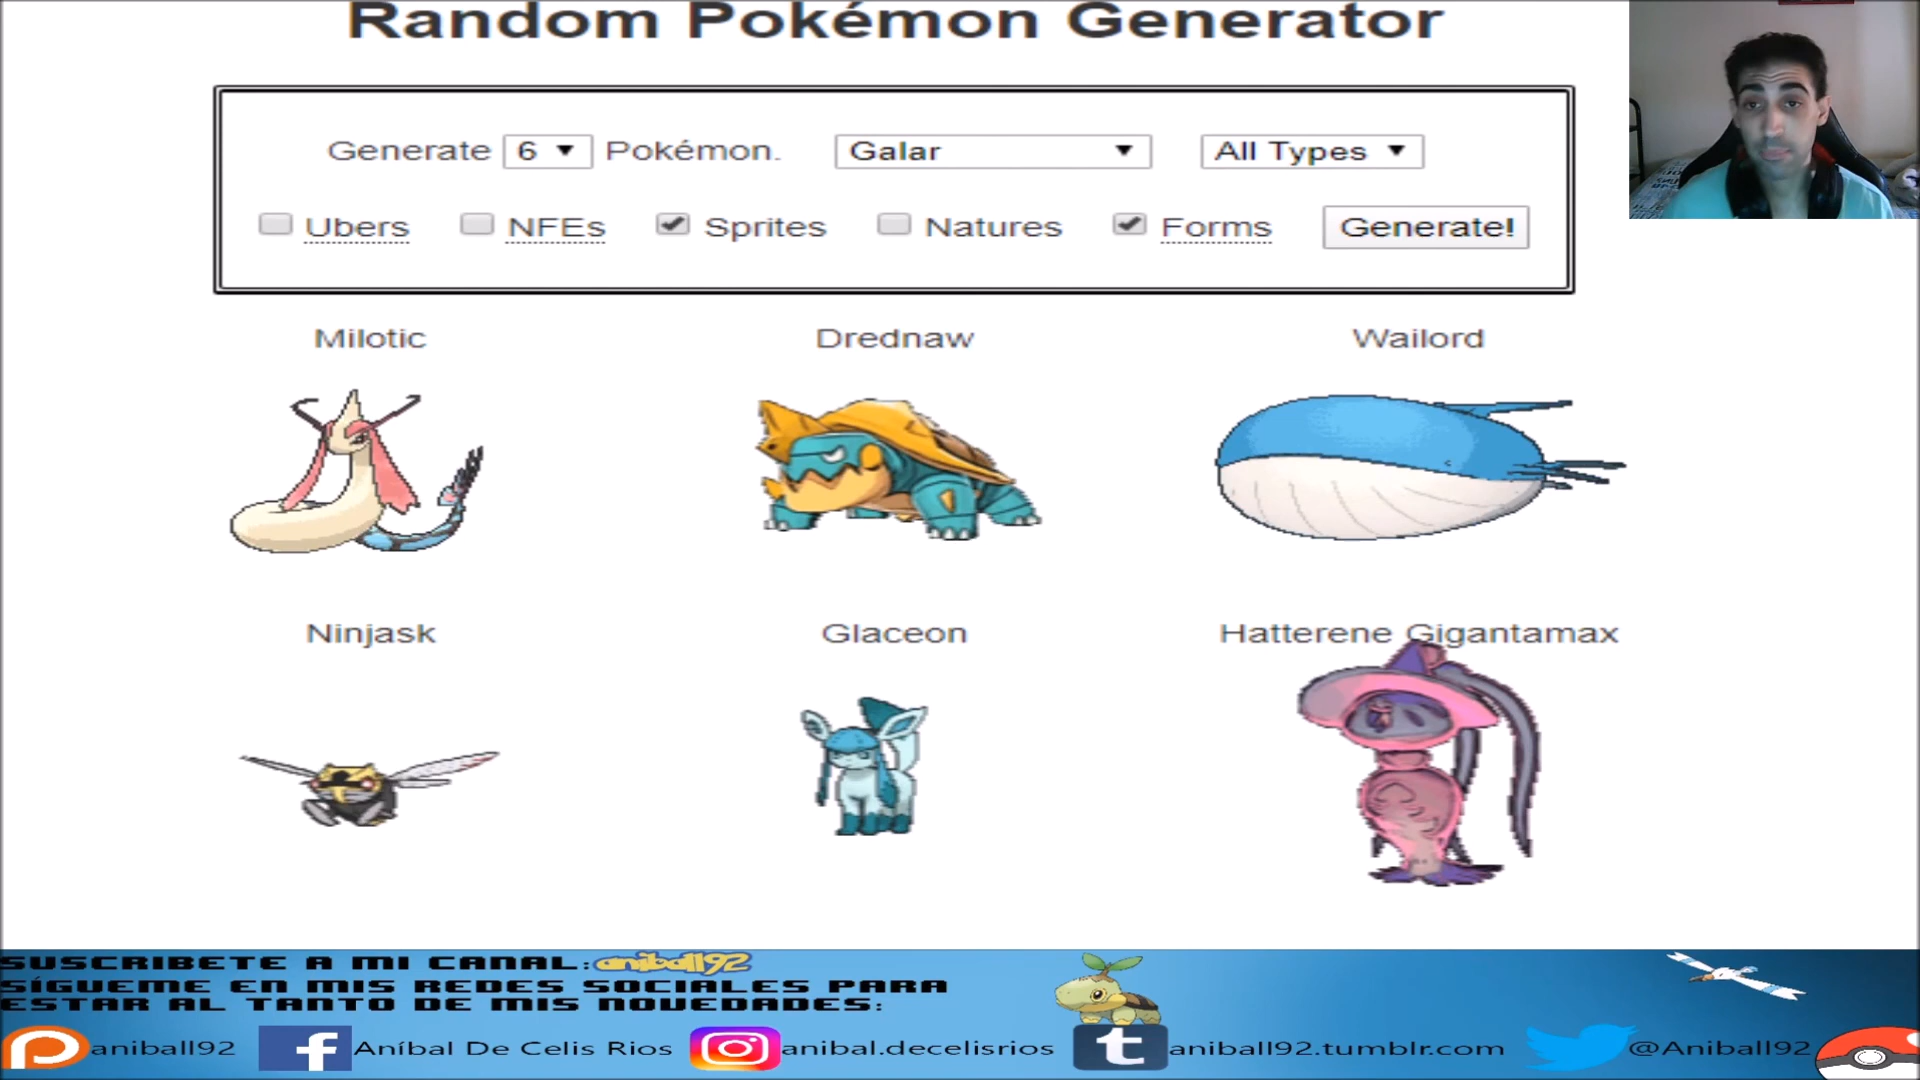 Random Pokémon Generator
Generate 6 Pokémon. Galar All Types
Ubers NFEs Sprites Natures Forms Generate!
Milotic Drednaw Wailord
Ninjask Glaceon Hatterene Gigantamax
SUSCRIBETE A MI CANAL: aniball92
SÍGUEME EN MIS REDES SOCIALES PARA
ESTAR AL TANTO DE MIS NOVEDADES:
aniball92 f Aníbal De Celis Rios anibal.decelisrios t aniball92.tumblr.com @Aniball92